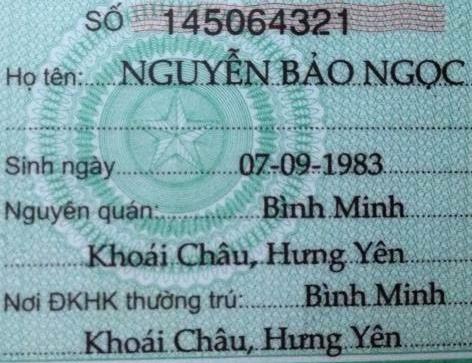 SỐ 145064321
Họ tên:.....NGUYỄN BẢO NGỌC
Sinh ngày....................07-09-1983
Nguyên quán:................Bình Minh
Khoái Châu, Hưng Yên
Nơi ĐKHK thường trú:.........Bình Minh
Khoái Châu, Hưng Yên